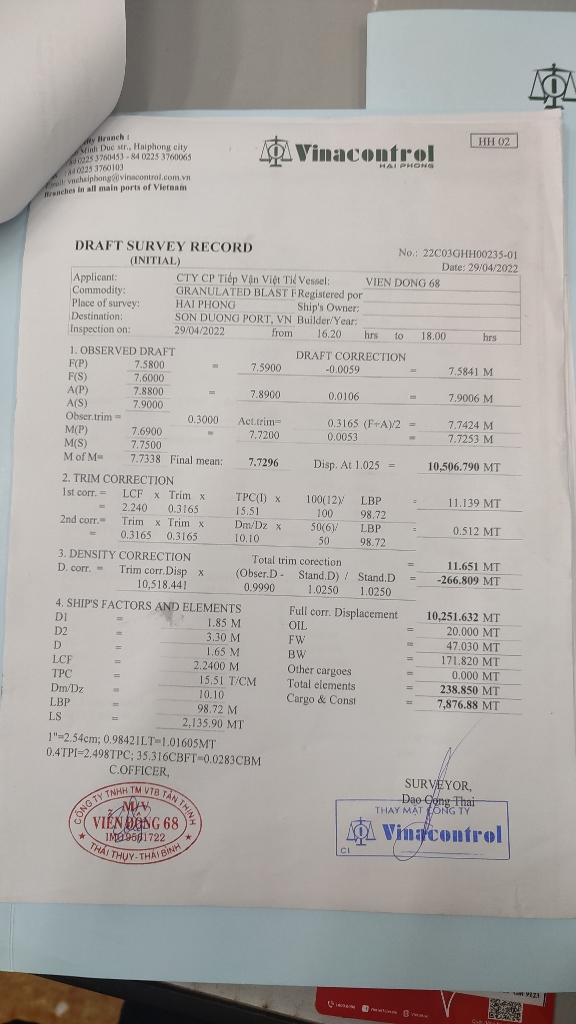 ity Branch :
Trinh Duc str., Haiphong city
84 0225 3760453 - 84 0225 3760065
84 0225 3760103
Email: vnchaiphong@vinacontrol.com.vn
Branches in all main ports of Vietnam
Vinacontrol
HAI PHONG
HH 02
DRAFT SURVEY RECORD
(INITIAL)
No.: 22C03GHH00235-01
Date: 29/04/2022
Applicant: CTY CP Tiếp Vận Việt Vessel: VIEN DONG 68
Commodity: GRANULATED BLAST F Registered por
Place of survey: HAI PHONG Ship's Owner:
Destination: SON DUONG PORT, VN Builder/Year:
Inspection on: 29/04/2022 from 16.20 hrs to 18.00 hrs
1. OBSERVED DRAFT DRAFT CORRECTION
F(P) 7.5800 = 7.5900 -0.0059 = 7.5841 M
F(S) 7.6000
A(P) 7.8800 = 7.8900 0.0106 = 7.9006 M
A(S) 7.9000
Obser.trim = 0.3000 Act.trim= 0.3165 (F+A)/2 = 7.7424 M
M(P) 7.6900 = 7.7200 0.0053 = 7.7253 M
M(S) 7.7500
M of M= 7.7338 Final mean: 7.7296 Disp. At 1.025 = 10,506.790 MT
2. TRIM CORRECTION
1st corr. = LCF x Trim x TPC(I) x 100(12)/ LBP = 11.139 MT
2.240 0.3165 15.51 100 98.72
2nd corr.= Trim x Trim x Dm/Dz x 50(6)/ LBP = 0.512 MT
= 0.3165 0.3165 10.10 50 98.72
3. DENSITY CORRECTION Total trim corection = 11.651 MT
D. corr. = Trim corr.Disp x (Obser.D - Stand.D) / Stand.D = -266.809 MT
10,518.441 0.9990 1.0250 1.0250
4. SHIP'S FACTORS AND ELEMENTS Full corr. Displacement 10,251.632 MT
D1 = 1.85 M OIL = 20.000 MT
D2 = 3.30 M FW = 47.030 MT
D = 1.65 M BW = 171.820 MT
LCF = 2.2400 M Other cargoes = 0.000 MT
TPC = 15.51 T/CM Total elements = 238.850 MT
Dm/Dz = 10.10 Cargo & Const = 7,876.88 MT
LBP = 98.72 M
LS = 2,135.90 MT
1"=2.54cm; 0.98421LT=1.01605MT
0.4TPI=2.498TPC; 35.316CBFT=0.0283CBM
C.OFFICER,
SURVEYOR,
Dao Cong Thai
CÔNG TY TNHH TM VTB TÂN THỊNH
M/V
VIỄN ĐÔNG 68
THÁI THỤY - THÁI BÌNH
THAY MẶT CÔNG TY
Vinacontrol
C1